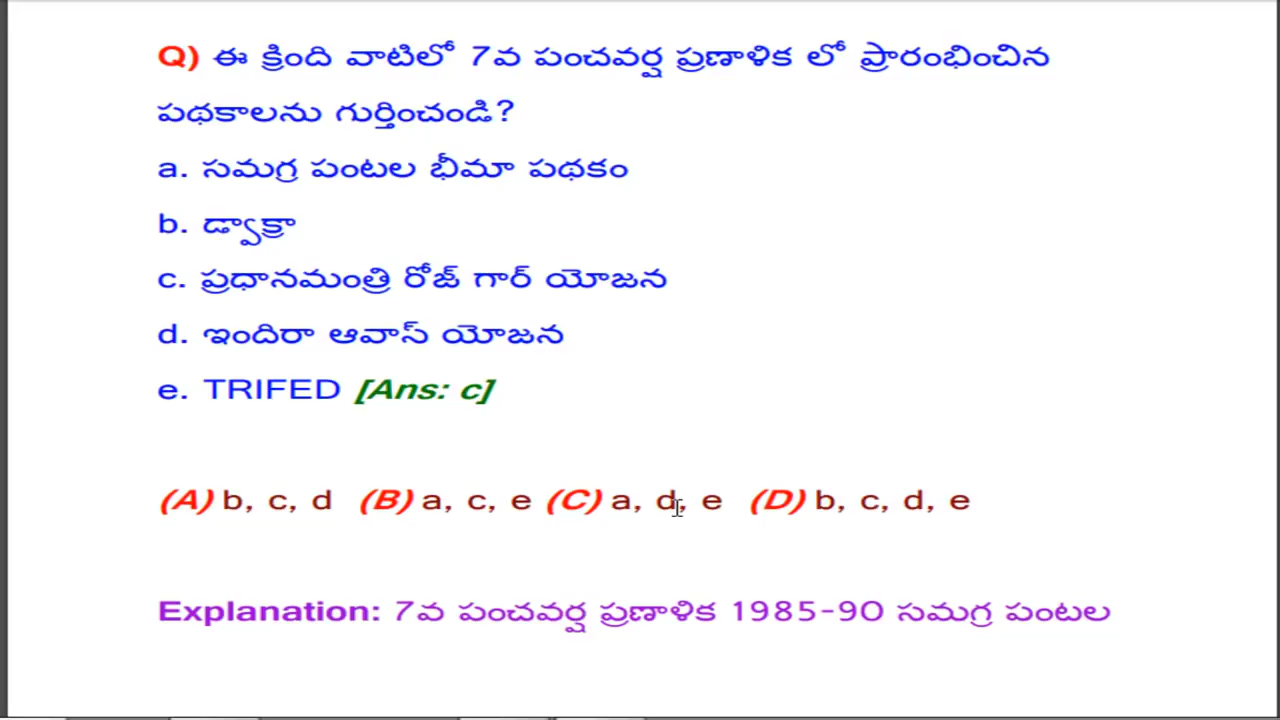 Q) ఈ క్రింది వాటిలో 7వ పంచవర్ష ప్రణాళిక లో ప్రారంభించిన
పథకాలను గుర్తించండి?
a. సమగ్ర పంటల భీమా పథకం
b. డ్వాక్రా
c. ప్రధానమంత్రి రోజ్ గార్ యోజన
d. ఇందిరా ఆవాస్ యోజన
e. TRIFED [Ans: c]
(A) b, c, d (B) a, c, e (C) a, d, e (D) b, c, d, e
Explanation: 7వ పంచవర్ష ప్రణాళిక 1985-90 సమగ్ర పంటల